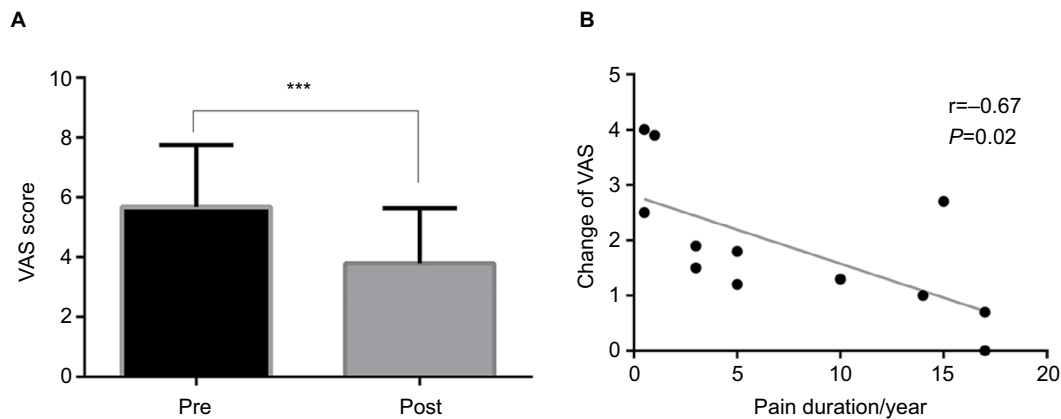 A
B
10
8
6
4
2
0
VAS score
***
Pre
Post
5
4
3
2
1
0
Change of VAS
r=–0.67
P=0.02
0
5
10
15
20
Pain duration/year